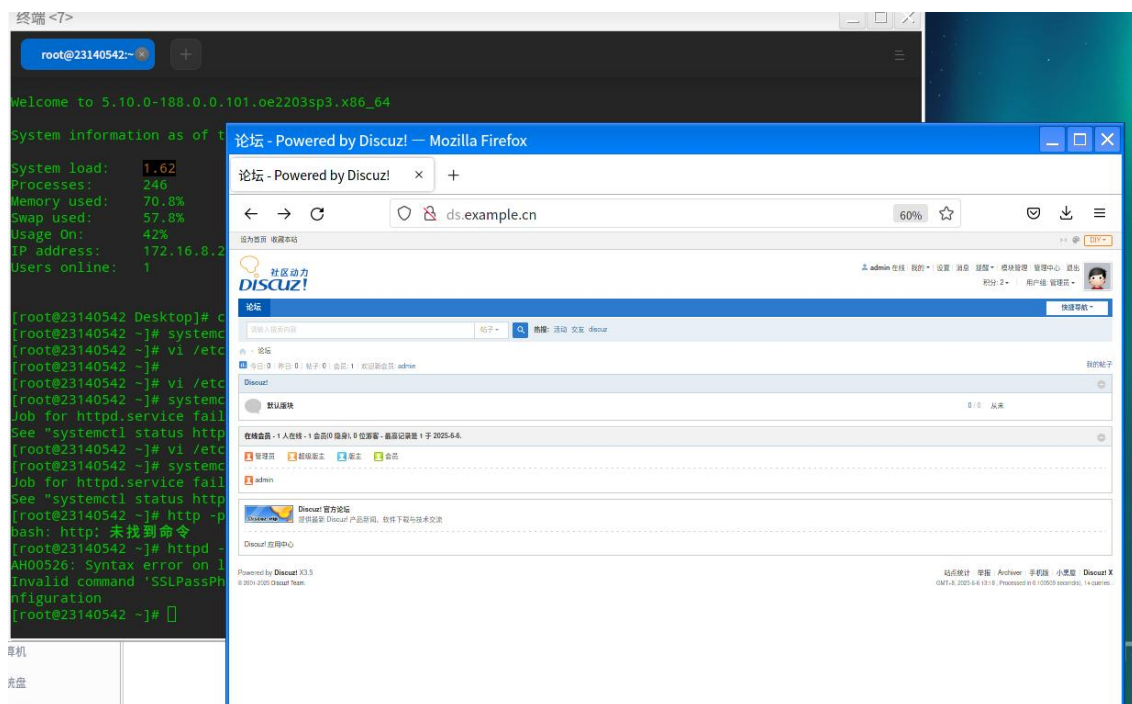 终端 <7>
root@23140542:~
Welcome to 5.10.0-188.0.0.101.oe2203sp3.x86_64
System information as of t
System load: 1.62
Processes: 246
Memory used: 70.8%
Swap used: 57.8%
Usage On: 42%
IP address: 172.16.8.2
Users online: 1
[root@23140542 Desktop]# c
[root@23140542 ~]# systemc
[root@23140542 ~]# vi /etc
[root@23140542 ~]#
[root@23140542 ~]# vi /etc
[root@23140542 ~]# systemc
Job for httpd.service fail
See "systemctl status http
[root@23140542 ~]# vi /etc
[root@23140542 ~]# systemc
Job for httpd.service fail
See "systemctl status http
[root@23140542 ~]# http -p
bash: http: 未找到命令
[root@23140542 ~]# httpd -
AH00526: Syntax error on l
Invalid command 'SSLPassPh
nfiguration
[root@23140542 ~]#
论坛 - Powered by Discuz! — Mozilla Firefox
论坛 - Powered by Discuz!
ds.example.cn 60%
设为首页 收藏本站 DIY
社区动力
DISCUZ!
admin 在线 我的 设置 消息 提醒 模块管理 管理中心 退出
积分: 2 用户组: 管理员
论坛 快捷导航
请输入搜索内容 帖子 热搜: 活动 交友 discuz
论坛
今日: 0 昨日: 0 帖子: 0 会员: 1 欢迎新会员: admin 我的帖子
Discuz!
默认版块 0 / 0 从未
在线会员 - 1 人在线 - 1 会员(0 隐身), 0 位游客 - 最高记录是 1 于 2025-6-6.
管理员 超级版主 版主 会员
admin
Discuz! 官方论坛
提供最新 Discuz! 产品新闻、软件下载与技术交流
Discuz! 应用中心
Powered by Discuz! X3.5 站点统计 举报 Archiver 手机版 小黑屋 Discuz! X
© 2001-2025 Discuz! Team.
算机
统盘